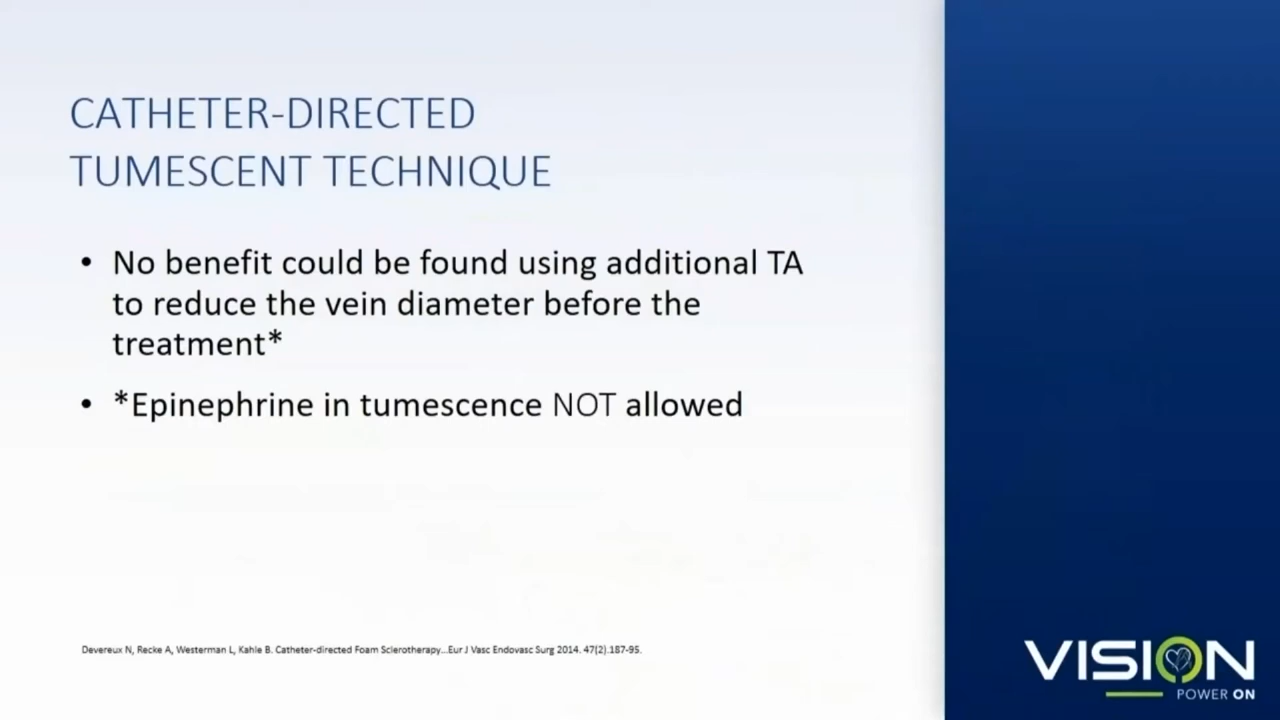 CATHETER-DIRECTED
TUMESCENT TECHNIQUE
• No benefit could be found using additional TA
to reduce the vein diameter before the
treatment*
• *Epinephrine in tumescence NOT allowed
Devereux N, Recke A, Westerman L, Kahle B. Catheter-directed Foam Sclerotherapy...Eur J Vasc Endovasc Surg 2014. 47(2).187-95.
VISION
POWER ON